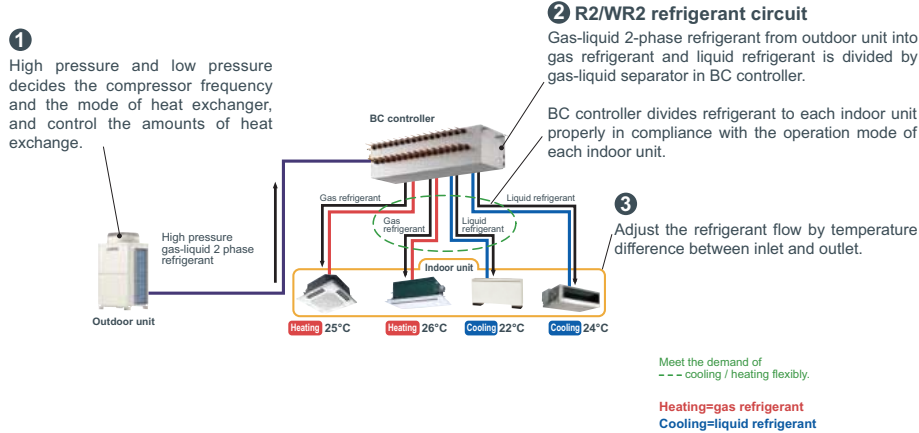 1
High pressure and low pressure
decides the compressor frequency
and the mode of heat exchanger,
and control the amounts of heat
exchange.
2 R2/WR2 refrigerant circuit
Gas-liquid 2-phase refrigerant from outdoor unit into
gas refrigerant and liquid refrigerant is divided by
gas-liquid separator in BC controller.
BC controller divides refrigerant to each indoor unit
properly in compliance with the operation mode of
each indoor unit.
BC controller
Gas refrigerant
Liquid refrigerant
Gas
refrigerant
Liquid
refrigerant
3
Adjust the refrigerant flow by temperature
difference between inlet and outlet.
High pressure
gas-liquid 2 phase
refrigerant
Indoor unit
Outdoor unit
Heating 25°C
Heating 26°C
Cooling 22°C
Cooling 24°C
Meet the demand of
cooling / heating flexibly.
Heating=gas refrigerant
Cooling=liquid refrigerant